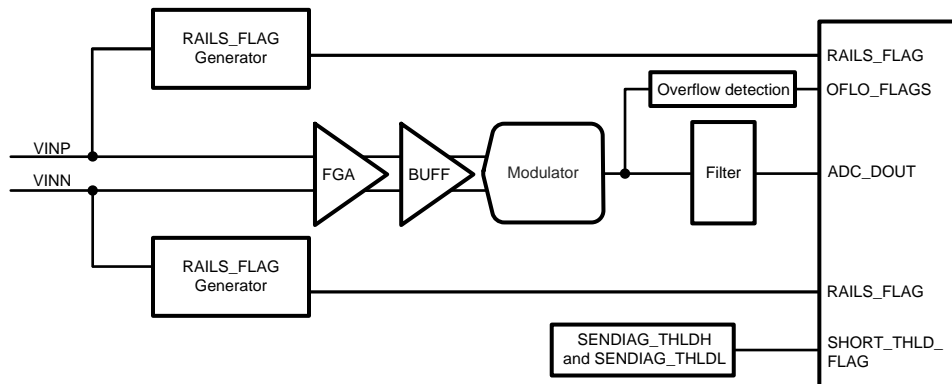 RAILS_FLAG
Generator
RAILS_FLAG
Overflow detection
OFLO_FLAGS
VINP
VINN
FGA
BUFF
Modulator
Filter
ADC_DOUT
RAILS_FLAG
Generator
RAILS_FLAG
SENDIAG_THLDH
and SENDIAG_THLDL
SHORT_THLD_
FLAG